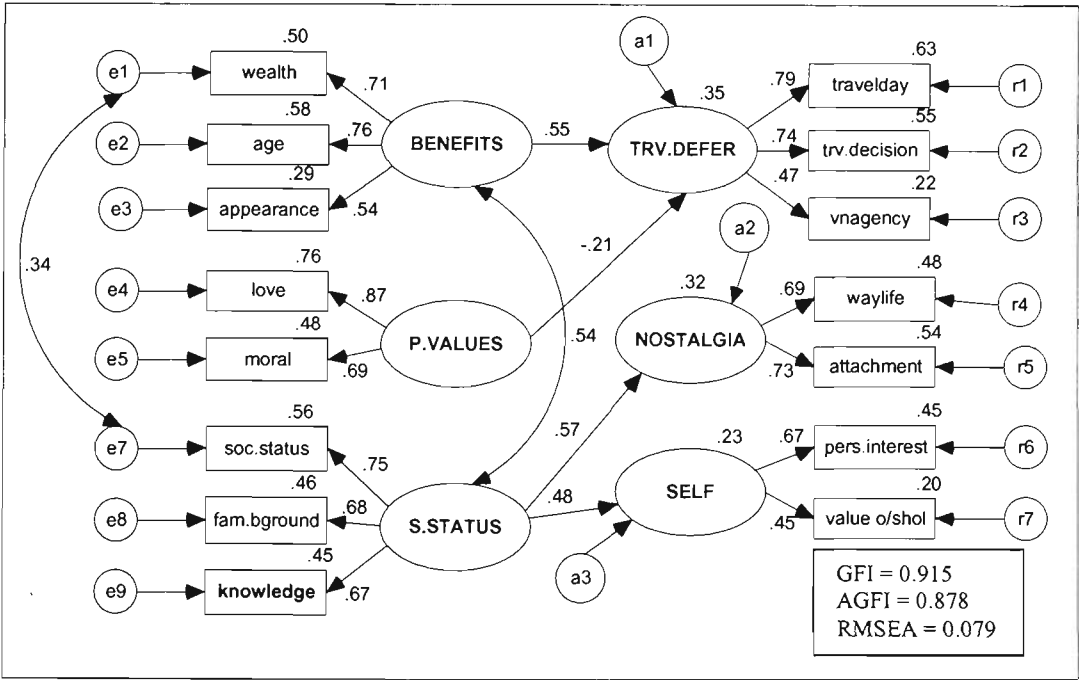 .50
e1
wealth
.71
.58
e2
age
.76
.29
e3
appearance
.54
BENEFITS
.55
.34
.76
e4
love
.87
.48
e5
moral
.69
P.VALUES
-.21
.54
.56
e7
soc.status
.75
.46
e8
fam.bground
.68
.45
e9
knowledge
.67
S.STATUS
.57
.48
a1
.35
TRV.DEFER
.79
.63
travelday
r1
.74
.55
trv.decision
r2
.47
.22
vnagency
r3
a2
.32
NOSTALGIA
.69
.48
waylife
r4
.73
.54
attachment
r5
.23
SELF
a3
.67
.45
pers.interest
r6
.45
.20
value o/shol
r7
GFI = 0.915
AGFI = 0.878
RMSEA = 0.079